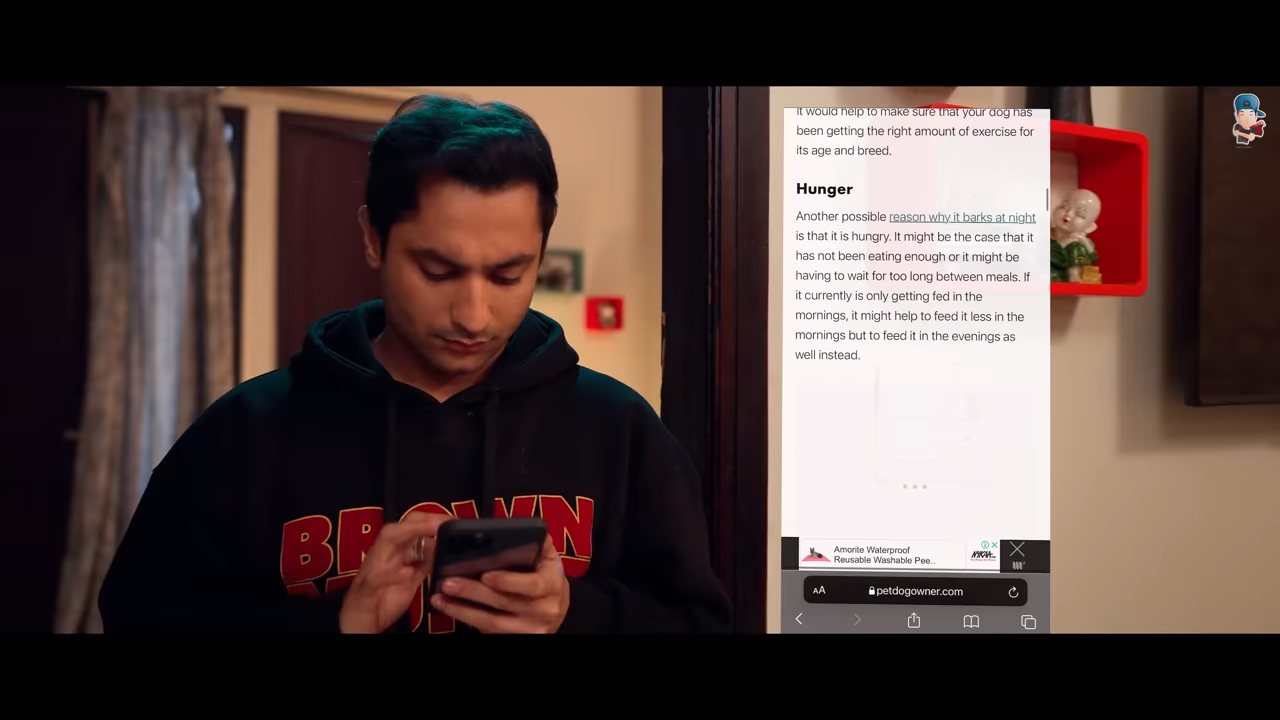 BROWN
It would help to make sure that your dog has
been getting the right amount of exercise for
its age and breed.
Hunger
Another possible reason why it barks at night
is that it is hungry. It might be the case that it
has not been eating enough or it might be
having to wait for too long between meals. If
it currently is only getting fed in the
mornings, it might help to feed it less in the
mornings but to feed it in the evenings as
well instead.
Amorite Waterproof
Reusable Washable Pee..
NYKAA
AA petdogowner.com